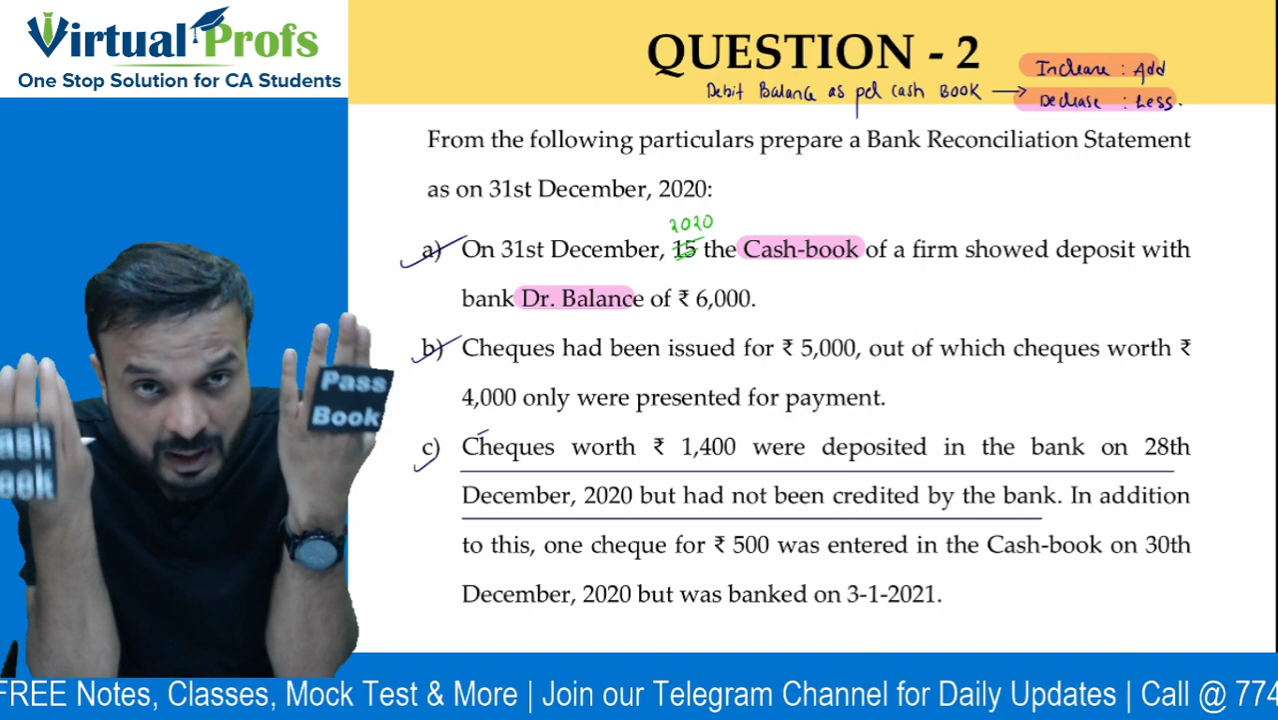 Virtual Profs
One Stop Solution for CA Students
QUESTION - 2
Debit Balance as per Cash Book →
Increase : Add
Decrease : Less.
From the following particulars prepare a Bank Reconciliation Statement
as on 31st December, 2020:
2020
a) On 31st December, 15 the Cash-book of a firm showed deposit with
bank Dr. Balance of ₹ 6,000.
b) Cheques had been issued for ₹ 5,000, out of which cheques worth ₹
4,000 only were presented for payment.
c) Cheques worth ₹ 1,400 were deposited in the bank on 28th
December, 2020 but had not been credited by the bank. In addition
to this, one cheque for ₹ 500 was entered in the Cash-book on 30th
December, 2020 but was banked on 3-1-2021.
Pass
Book
ash
ook
FREE Notes, Classes, Mock Test & More | Join our Telegram Channel for Daily Updates | Call @ 774